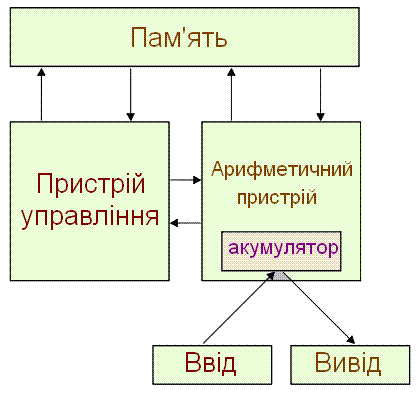 Пам'ять
Пристрій
управління
Арифметичний
пристрій
акумулятор
Ввід
Вивід